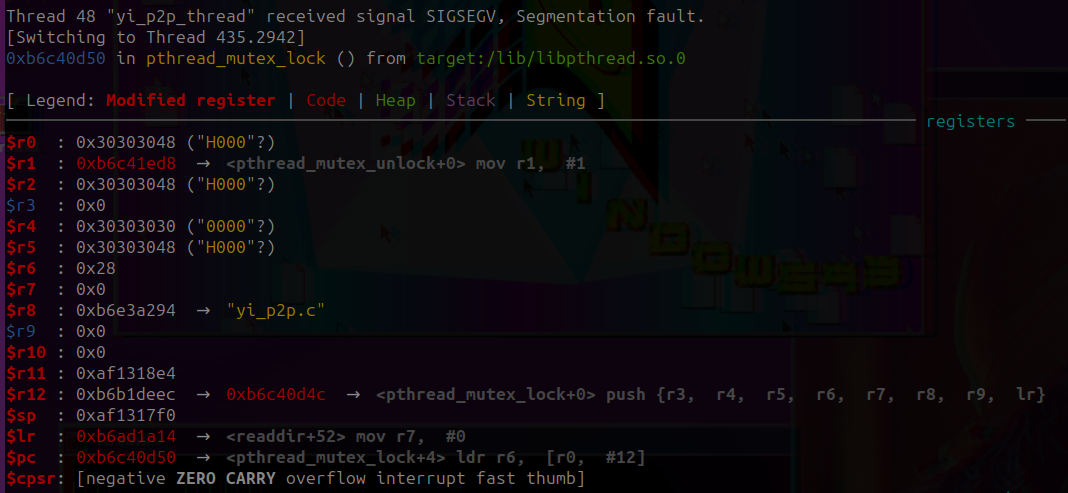 Thread 48 "yi_p2p_thread" received signal SIGSEGV, Segmentation fault.
[Switching to Thread 435.2942]
0xb6c40d50 in pthread_mutex_lock () from target:/lib/libpthread.so.0
[ Legend: Modified register | Code | Heap | Stack | String ]
registers
$r0  : 0x30303048 ("H000"?)
$r1  : 0xb6c41ed8  →  <pthread_mutex_unlock+0> mov r1,  #1
$r2  : 0x30303048 ("H000"?)
$r3  : 0x0
$r4  : 0x30303030 ("0000"?)
$r5  : 0x30303048 ("H000"?)
$r6  : 0x28
$r7  : 0x0
$r8  : 0xb6e3a294  →  "yi_p2p.c"
$r9  : 0x0
$r10 : 0x0
$r11 : 0xaf1318e4
$r12 : 0xb6b1deec  →  0xb6c40d4c  →  <pthread_mutex_lock+0> push {r3,  r4,  r5,  r6,  r7,  r8,  r9,  lr}
$sp  : 0xaf1317f0
$lr  : 0xb6ad1a14  →  <readdir+52> mov r7,  #0
$pc  : 0xb6c40d50  →  <pthread_mutex_lock+4> ldr r6,  [r0,  #12]
$cpsr: [negative ZERO CARRY overflow interrupt fast thumb]